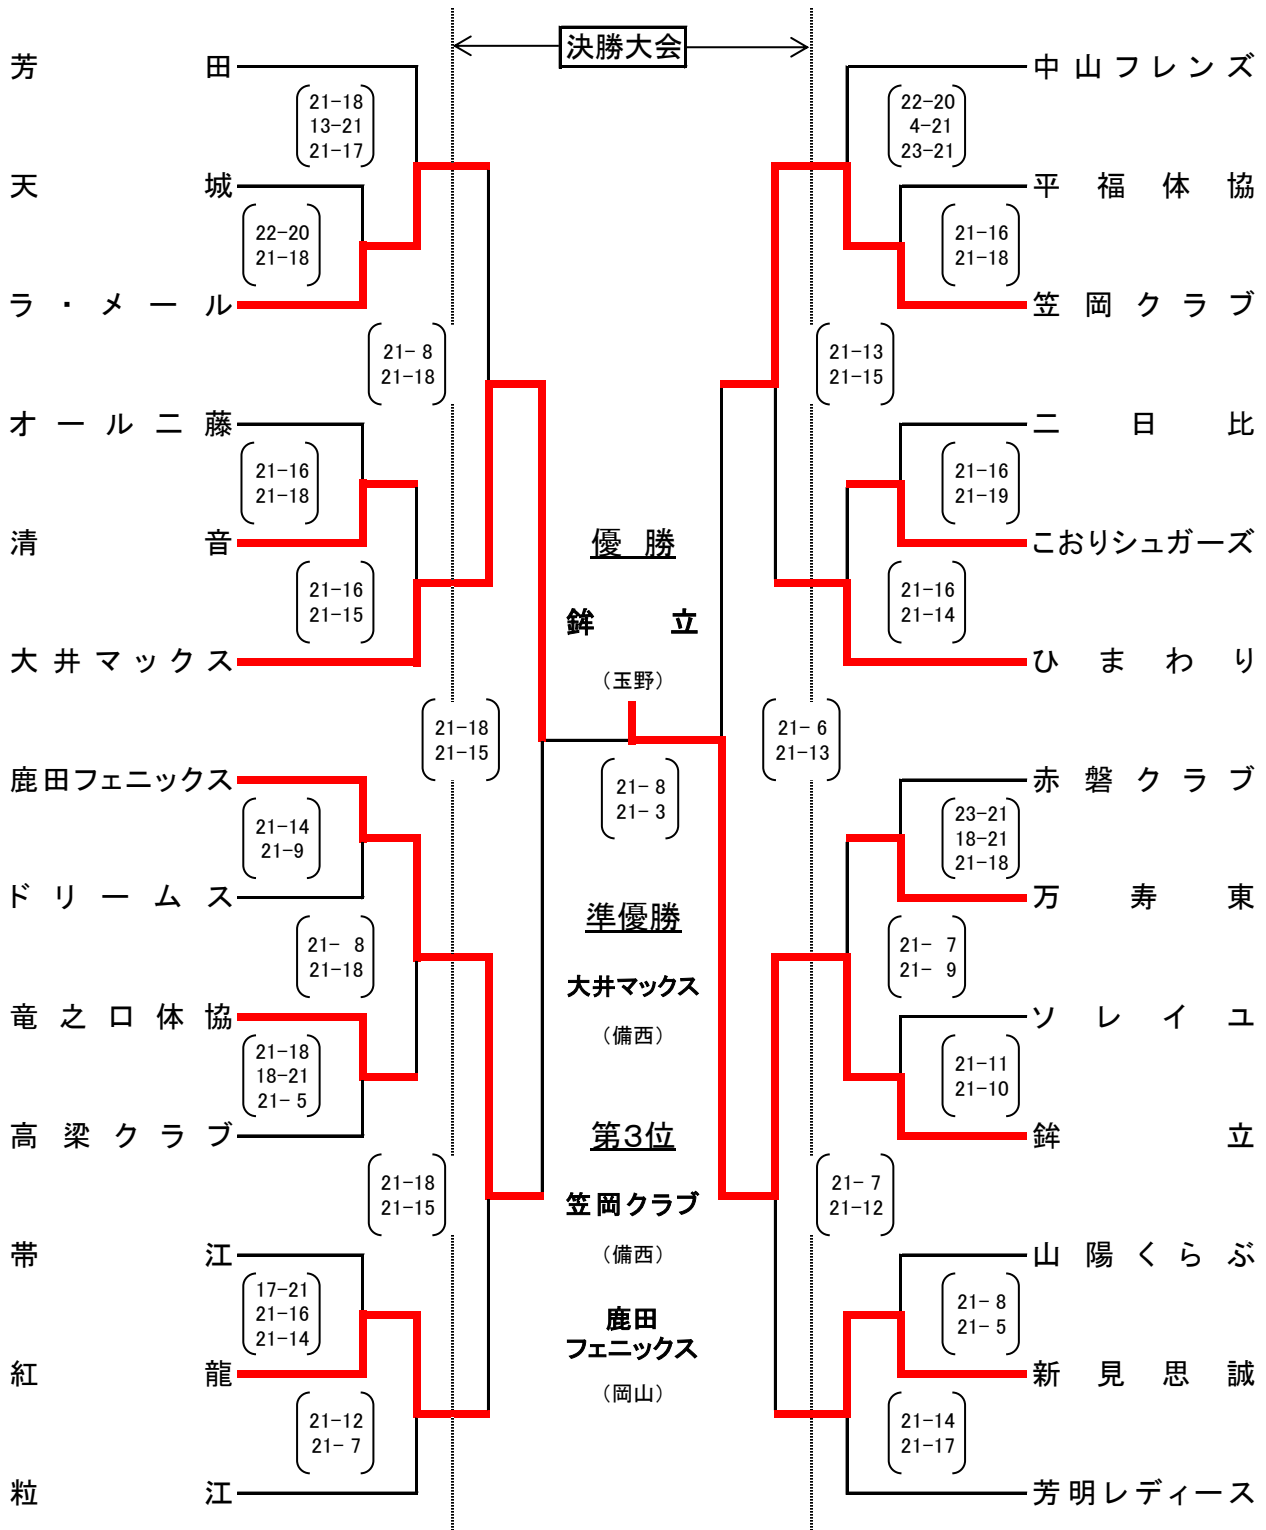 決勝大会
芳田
21-18
13-21
21-17
天城
22-20
21-18
ラ・メール
21- 8
21-18
オールニ藤
21-16
21-18
清音
21-16
21-15
大井マックス
21-18
21-15
鹿田フェニックス
21-14
21-9
ドリームス
21- 8
21-18
竜之口体協
21-18
18-21
21- 5
高梁クラブ
21-18
21-15
帯江
17-21
21-16
21-14
紅龍
21-12
21- 7
粒江
優勝
鉾立
（玉野）
21- 8
21- 3
準優勝
大井マックス
（備西）
第3位
笠岡クラブ
（備西）
鹿田
フェニックス
（岡山）
中山フレンズ
22-20
4-21
23-21
平福体協
21-16
21-18
笠岡クラブ
21-13
21-15
二日比
21-16
21-19
こおりシュガーズ
21-16
21-14
ひまわり
21- 6
21-13
赤磐クラブ
23-21
18-21
21-18
万寿東
21- 7
21- 9
ソレイユ
21-11
21-10
鉾立
21- 7
21-12
山陽くらぶ
21- 8
21- 5
新見思誠
21-14
21-17
芳明レディース